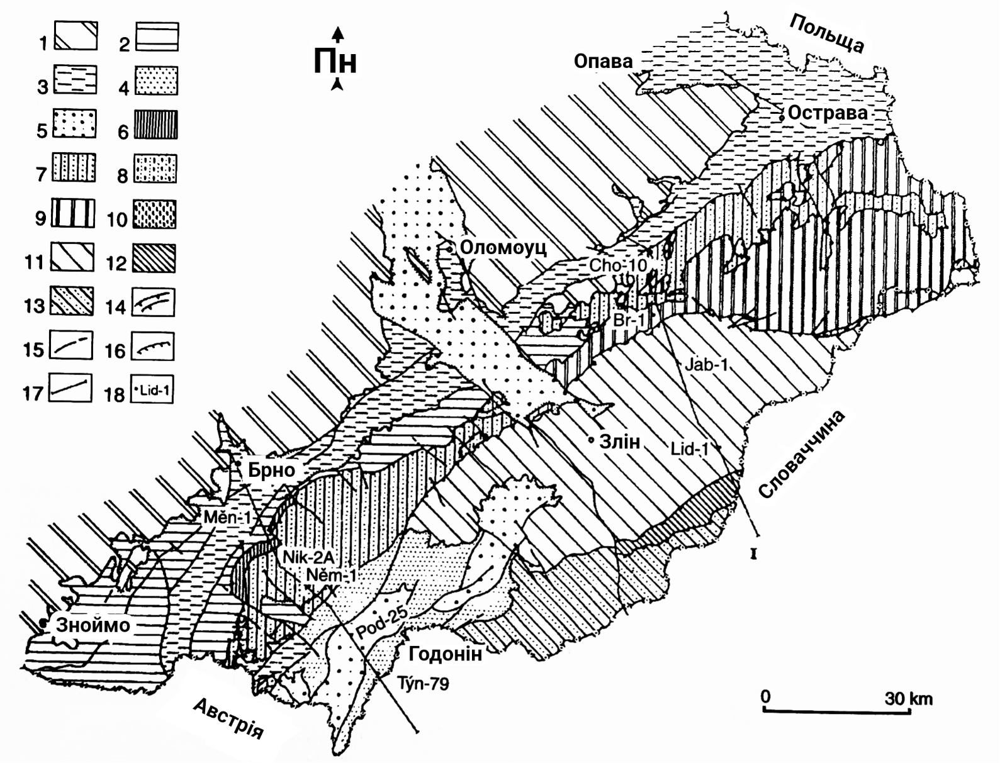 1
2
3
4
5
6
7
8
9
10
11
12
13
14
15
16
17
18
Lid-1
Пн
Польща
Опава
Острава
Оломоуц
Cho-10
Br-1
Jab-1
Злін
Lid-1
Словаччина
Брно
Měn-1
Nik-2A
Něm-1
I
Pod-25
Зноймо
Годонін
Týn-79
Австрія
0
30 km